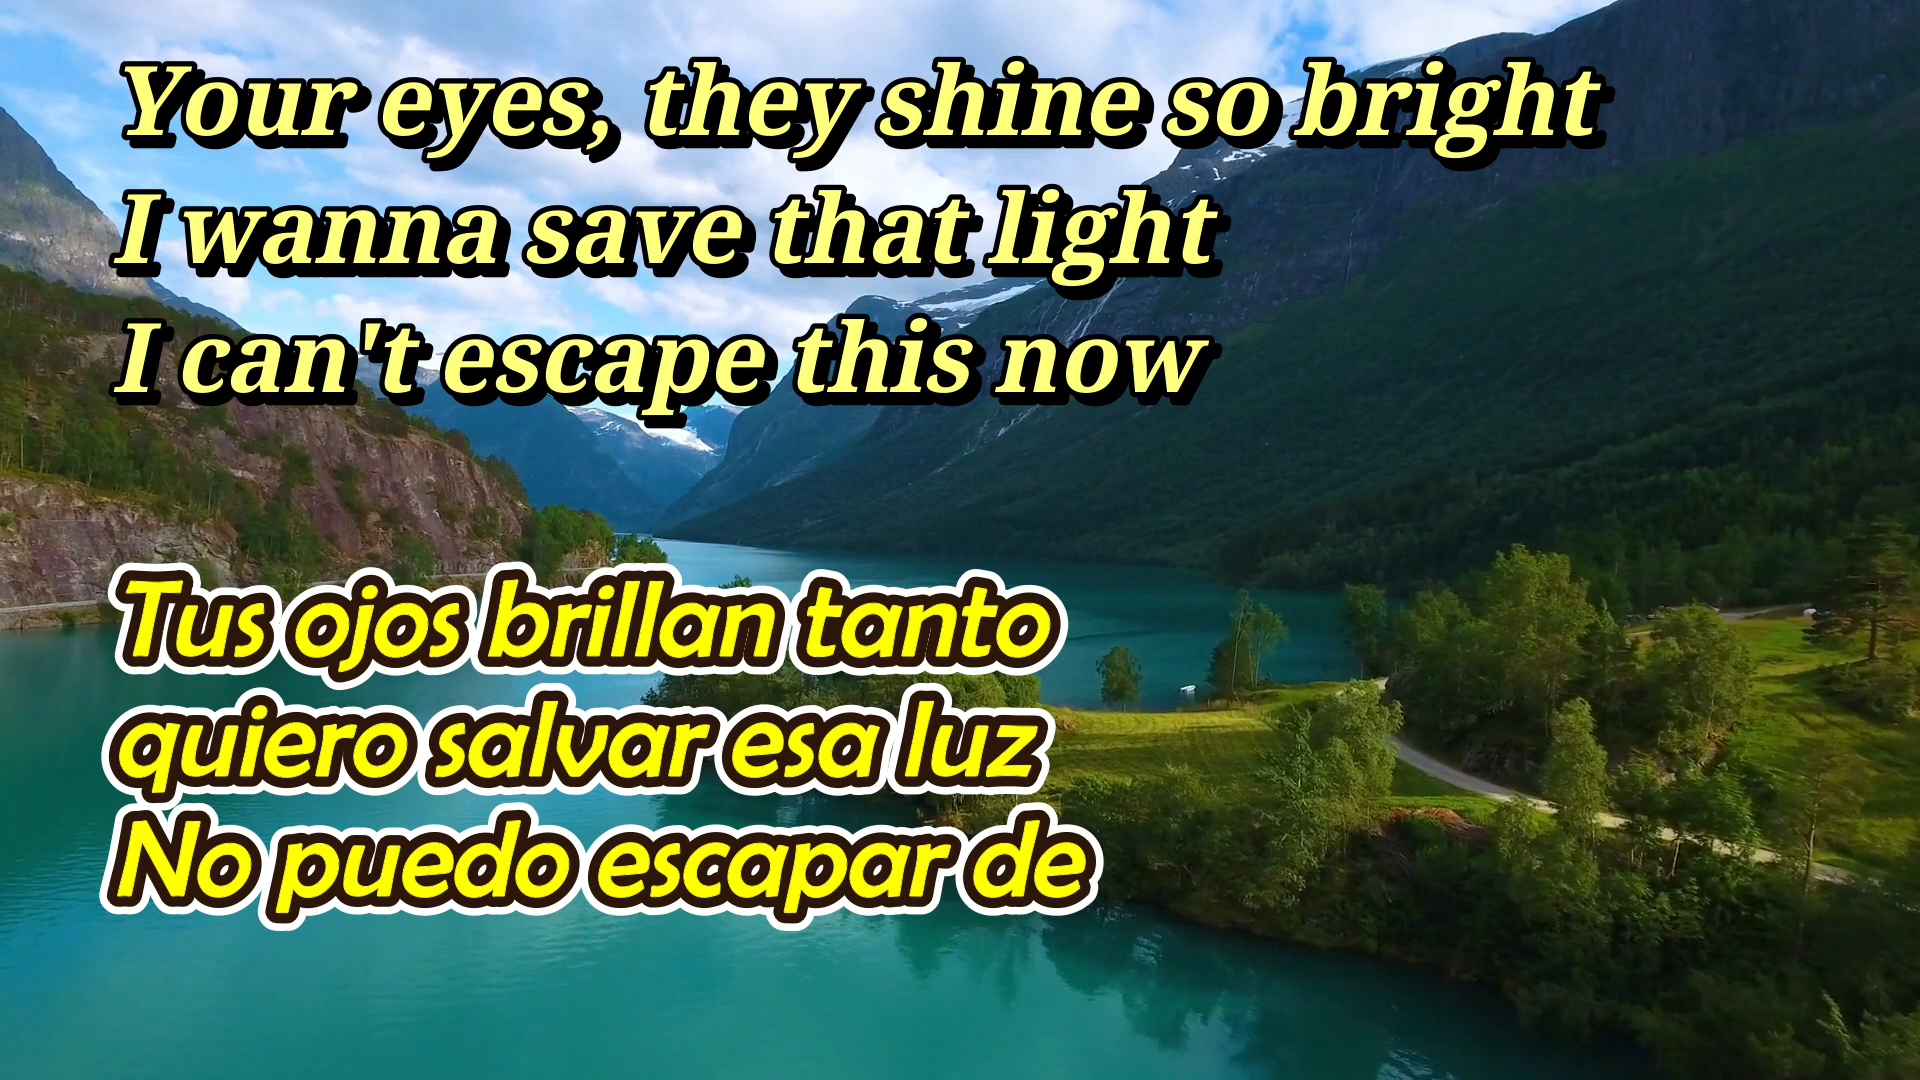 Your eyes, they shine so bright
I wanna save that light
I can't escape this now
Tus ojos brillan tanto
quiero salvar esa luz
No puedo escapar de